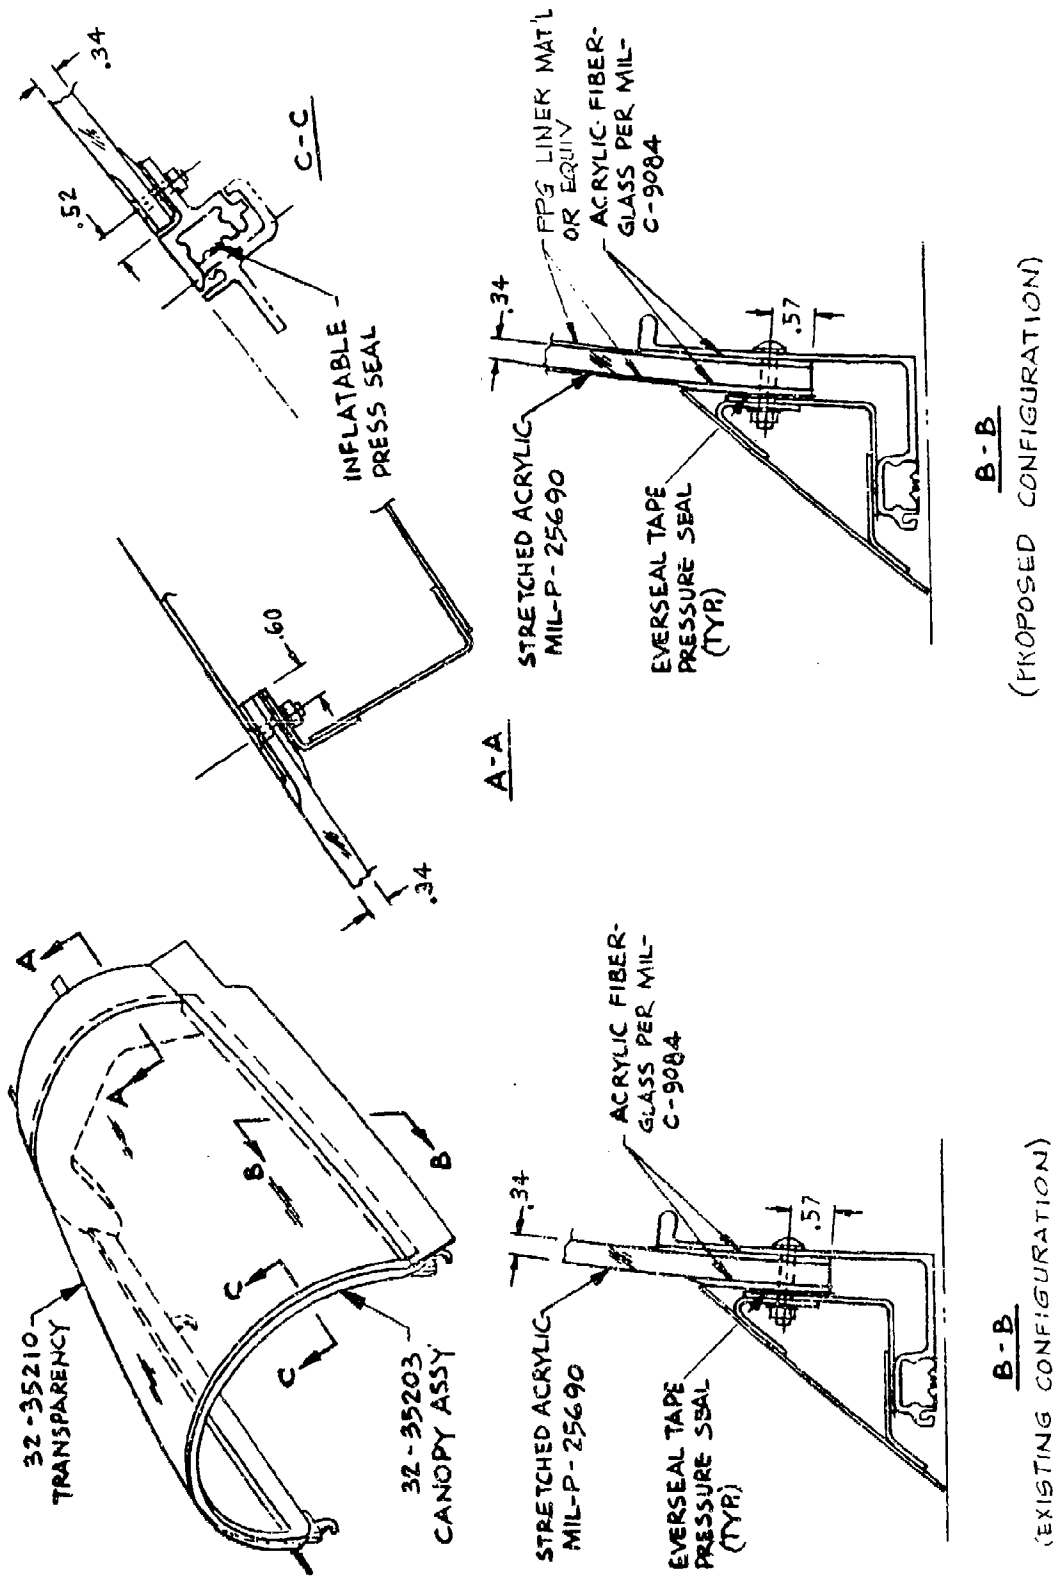 32-35210
TRANSPARENCY
A
A
B
B
C
C
32-35203
CANOPY ASSY
.34
.60
A-A
.52
.34
C-C
INFLATABLE
PRESS SEAL
STRETCHED ACRYLIC
MIL-P-25690
.34
ACRYLIC FIBER-
GLASS PER MIL-
C-9084
EVERSEAL TAPE
PRESSURE SEAL
(TYP.)
.57
B-B
(EXISTING CONFIGURATION)
STRETCHED ACRYLIC
MIL-P-25690
.34
PPG LINER MAT'L
OR EQUIV
ACRYLIC-FIBER-
GLASS PER MIL-
C-9084
EVERSEAL TAPE
PRESSURE SEAL
(TYP.)
.57
B-B
(PROPOSED CONFIGURATION)